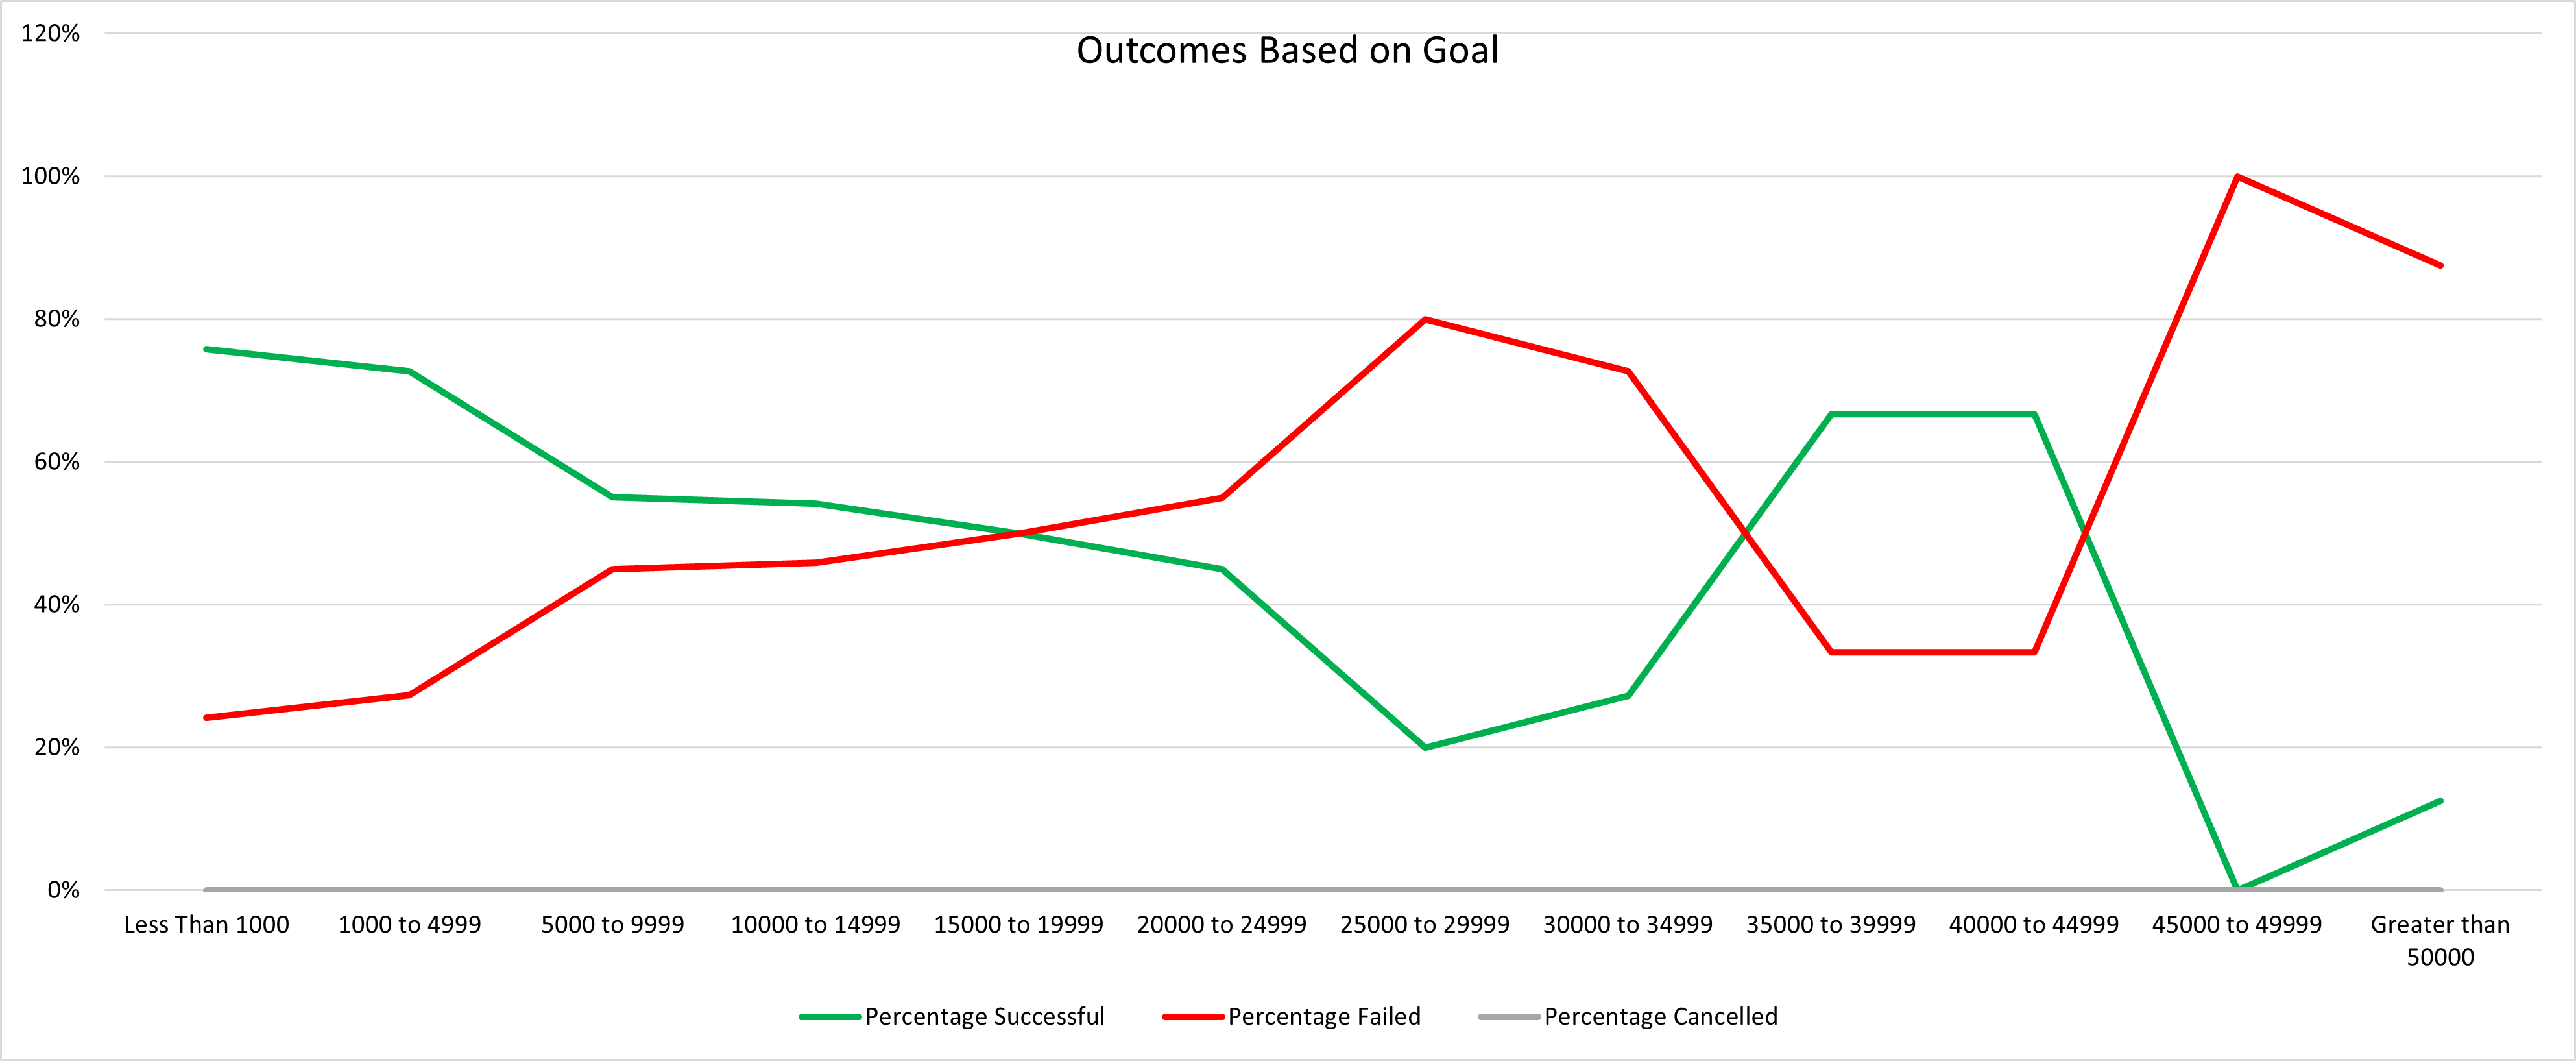 Outcomes Based on Goal
120%
100%
80%
60%
40%
20%
0%
Less Than 1000
1000 to 4999
5000 to 9999
10000 to 14999
15000 to 19999
20000 to 24999
25000 to 29999
30000 to 34999
35000 to 39999
40000 to 44999
45000 to 49999
Greater than
50000
Percentage Successful
Percentage Failed
Percentage Cancelled